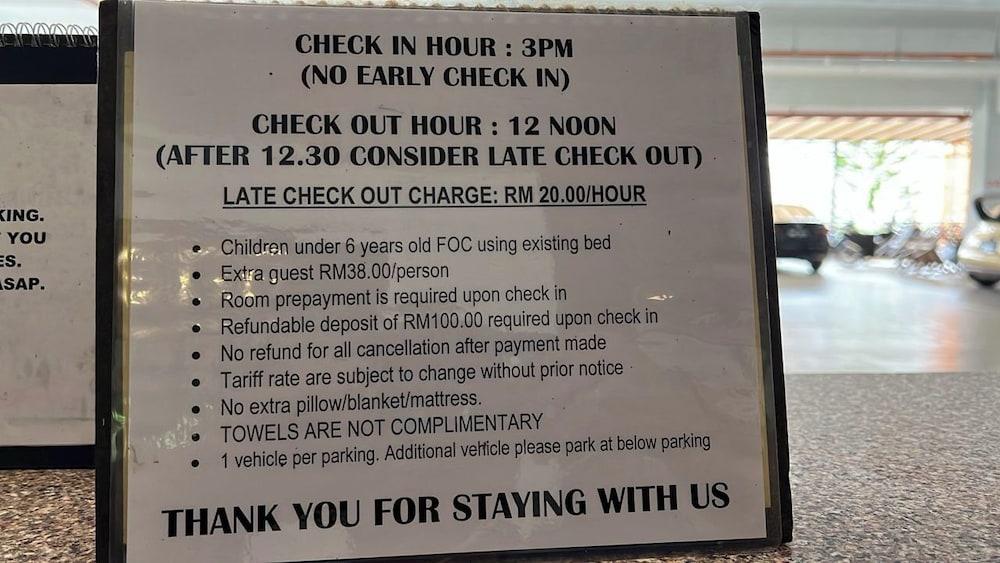 CHECK IN HOUR : 3PM
(NO EARLY CHECK IN)
CHECK OUT HOUR : 12 NOON
(AFTER 12.30 CONSIDER LATE CHECK OUT)
LATE CHECK OUT CHARGE: RM 20.00/HOUR
• Children under 6 years old FOC using existing bed
• Extra guest RM38.00/person
• Room prepayment is required upon check in
• Refundable deposit of RM100.00 required upon check in
• No refund for all cancellation after payment made
• Tariff rate are subject to change without prior notice
• No extra pillow/blanket/mattress.
• TOWELS ARE NOT COMPLIMENTARY
• 1 vehicle per parking. Additional vehicle please park at below parking
THANK YOU FOR STAYING WITH US
KING.
YOU
ES.
ASAP.